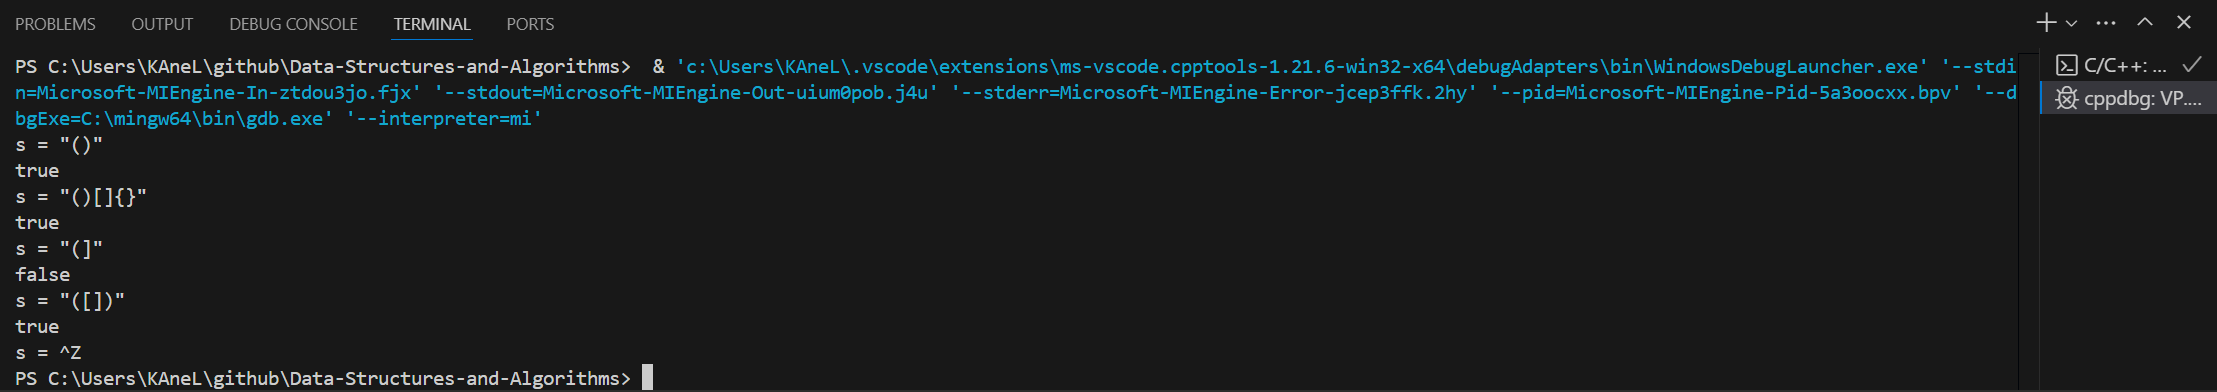 PROBLEMS OUTPUT DEBUG CONSOLE TERMINAL PORTS
PS C:\Users\KAneL\github\Data-Structures-and-Algorithms>  & 'c:\Users\KAneL\.vscode\extensions\ms-vscode.cpptools-1.21.6-win32-x64\debugAdapters\bin\WindowsDebugLauncher.exe' '--stdi
n=Microsoft-MIEngine-In-ztdou3jo.fjx' '--stdout=Microsoft-MIEngine-Out-uium0pob.j4u' '--stderr=Microsoft-MIEngine-Error-jcep3ffk.2hy' '--pid=Microsoft-MIEngine-Pid-5a3oocxx.bpv' '--d
bgExe=C:\mingw64\bin\gdb.exe' '--interpreter=mi'
s = "()"
true
s = "()[]{}"
true
s = "(]"
false
s = "([])"
true
s = ^Z
PS C:\Users\KAneL\github\Data-Structures-and-Algorithms>
C/C++: ...
cppdbg: VP....